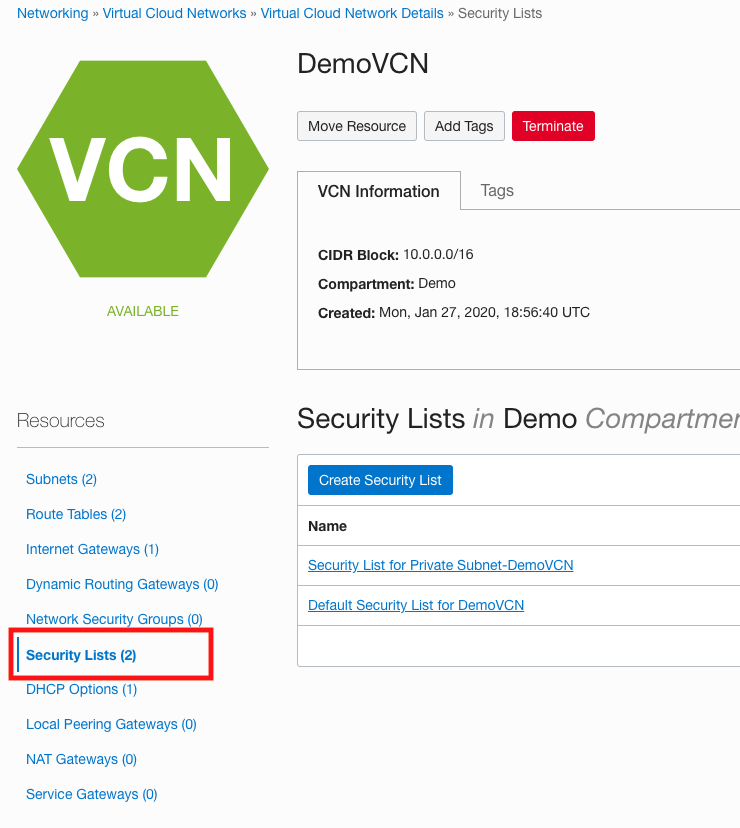 Networking » Virtual Cloud Networks » Virtual Cloud Network Details » Security Lists
VCN
AVAILABLE
DemoVCN
Move Resource Add Tags Terminate
VCN Information Tags
CIDR Block: 10.0.0.0/16
Compartment: Demo
Created: Mon, Jan 27, 2020, 18:56:40 UTC
Resources
Subnets (2)
Route Tables (2)
Internet Gateways (1)
Dynamic Routing Gateways (0)
Network Security Groups (0)
Security Lists (2)
DHCP Options (1)
Local Peering Gateways (0)
NAT Gateways (0)
Service Gateways (0)
Security Lists in Demo Compartmen
Create Security List
Name
Security List for Private Subnet-DemoVCN
Default Security List for DemoVCN